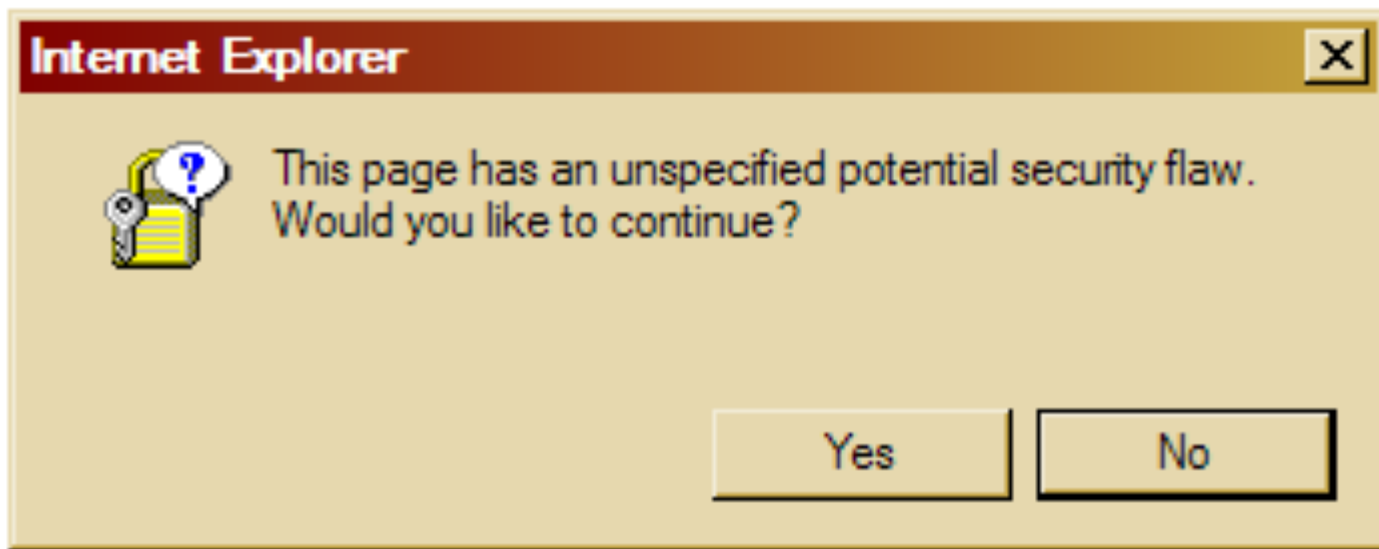 Internet Explorer
This page has an unspecified potential security flaw.
Would you like to continue?
Yes No